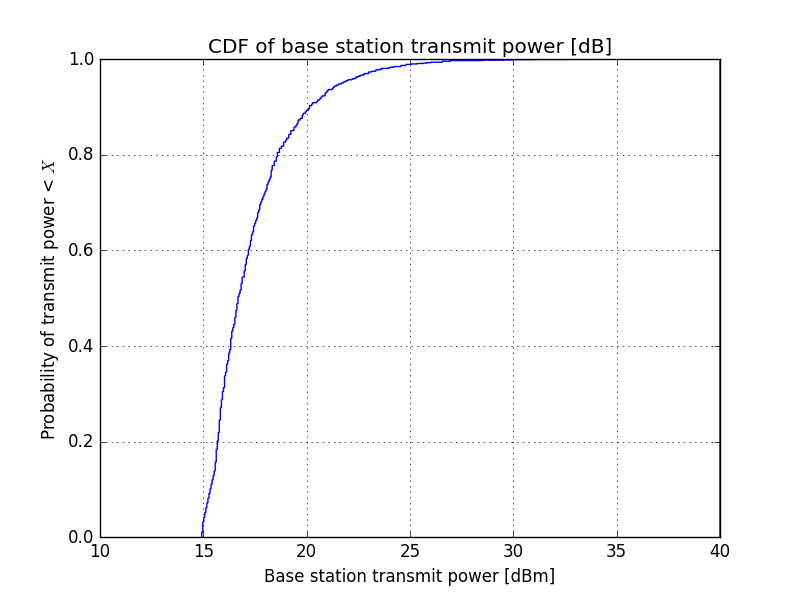 CDF of base station transmit power [dB]
1.0
0.8
0.6
0.4
0.2
0.0
Probability of transmit power < X
10 15 20 25 30 35 40
Base station transmit power [dBm]